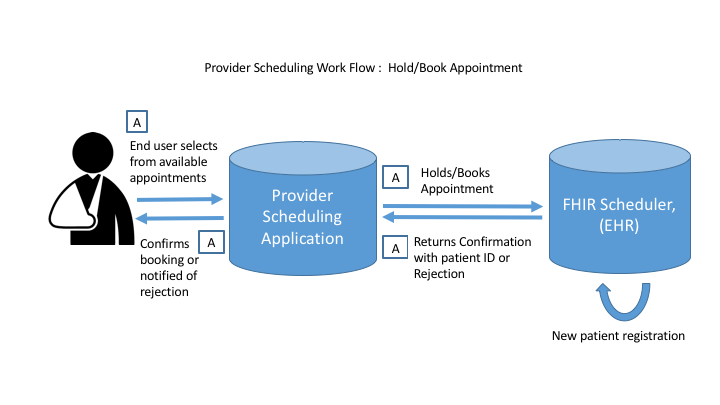 Provider Scheduling Work Flow : Hold/Book Appointment
A
End user selects
from available
appointments
Confirms
booking or
notified of
rejection
A
Provider
Scheduling
Application
A
Holds/Books
Appointment
A
Returns Confirmation
with patient ID or
Rejection
FHIR Scheduler,
(EHR)
New patient registration